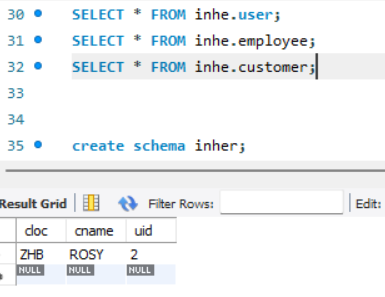 30 SELECT * FROM inhe.user;
31 SELECT * FROM inhe.employee;
32 SELECT * FROM inhe.customer;
33
34
35 create schema inher;
Result Grid Filter Rows: Edit:
cloc cname uid
ZHB ROSY 2
NULL NULL NULL